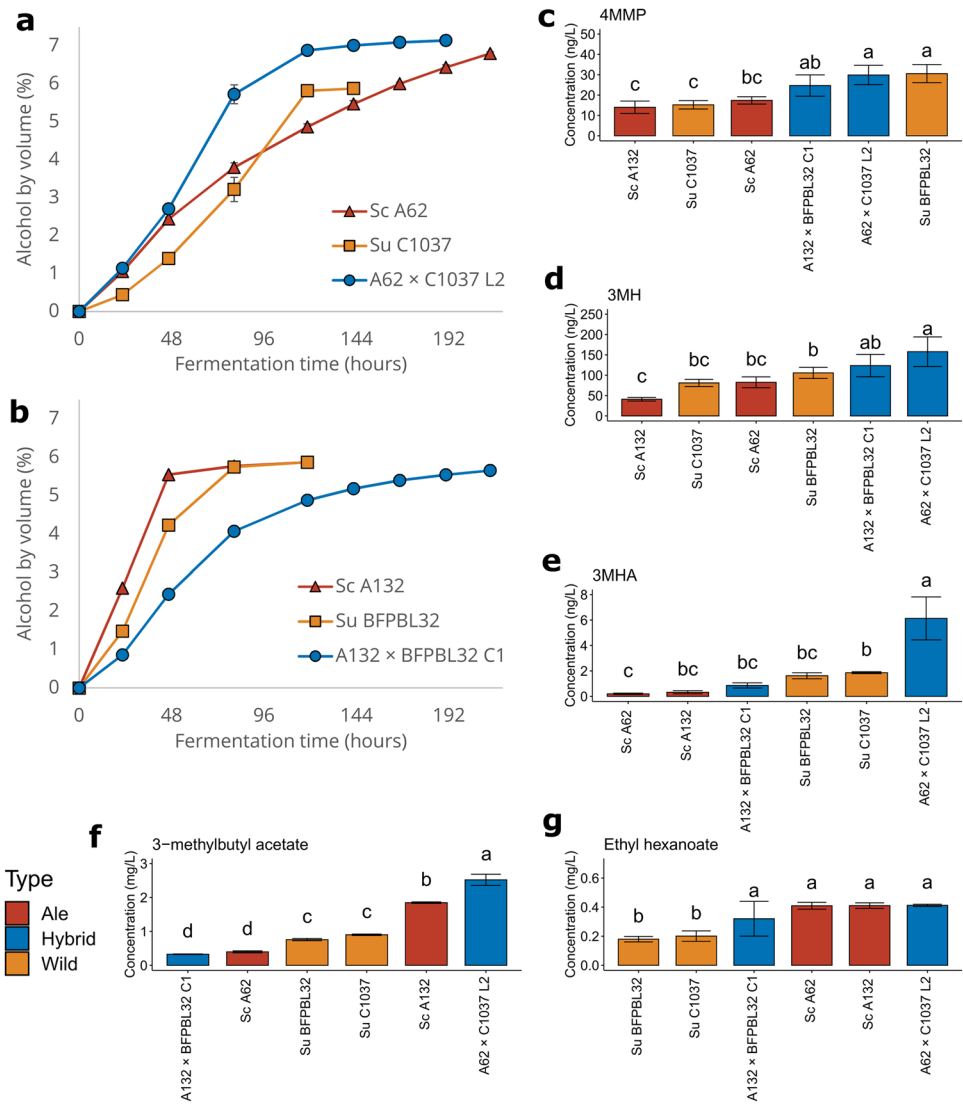 a
Alcohol by volume (%)
7
6
5
4
3
2
1
0
Sc A62
Su C1037
A62 × C1037 L2
0 48 96 144 192
Fermentation time (hours)
b
Alcohol by volume (%)
7
6
5
4
3
2
1
0
Sc A132
Su BFPBL32
A132 × BFPBL32 C1
0 48 96 144 192
Fermentation time (hours)
c
4MMP
Concentration (ng/L)
50
40
30
20
10
0
c c bc ab a a
Sc A132
Su C1037
Sc A62
A132 × BFPBL32 C1
A62 × C1037 L2
Su BFPBL32
d
3MH
Concentration (ng/L)
250
200
150
100
50
0
c bc bc b ab a
Sc A132
Su C1037
Sc A62
Su BFPBL32
A132 × BFPBL32 C1
A62 × C1037 L2
e
3MHA
Concentration (ng/L)
8
6
4
2
0
c bc bc bc b a
Sc A62
Sc A132
A132 × BFPBL32 C1
Su BFPBL32
Su C1037
A62 × C1037 L2
Type
Ale
Hybrid
Wild
f
3−methylbutyl acetate
Concentration (mg/L)
3
2
1
0
d d c c b a
A132 × BFPBL32 C1
Sc A62
Su BFPBL32
Su C1037
Sc A132
A62 × C1037 L2
g
Ethyl hexanoate
Concentration (mg/L)
0.6
0.4
0.2
0.0
b b a a a a
Su BFPBL32
Su C1037
A132 × BFPBL32 C1
Sc A62
Sc A132
A62 × C1037 L2